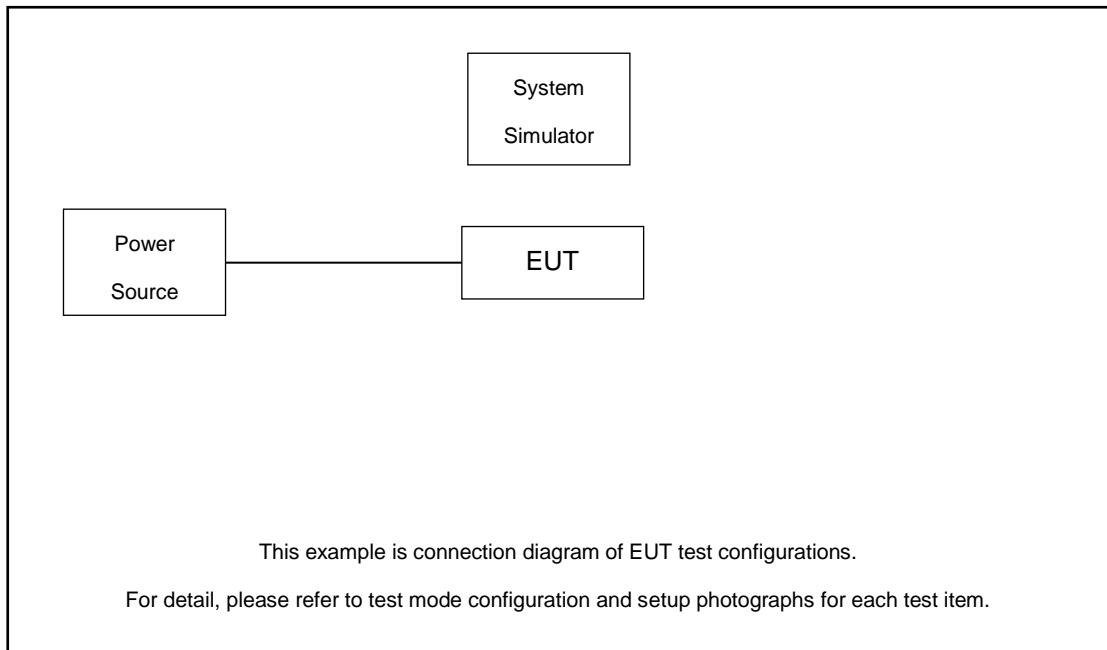 System
Simulator
Power
Source
EUT
This example is connection diagram of EUT test configurations.
For detail, please refer to test mode configuration and setup photographs for each test item.